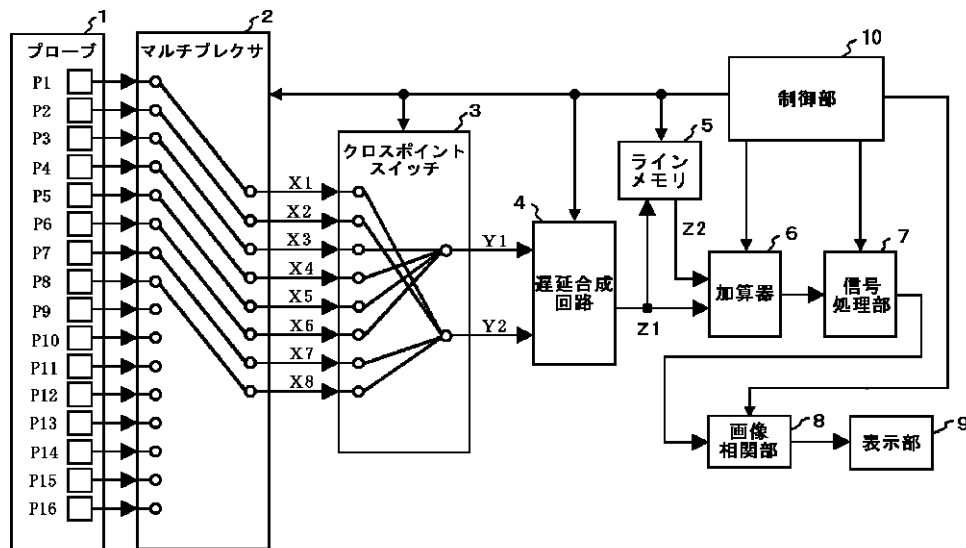 1
プローブ
P1
P2
P3
P4
P5
P6
P7
P8
P9
P10
P11
P12
P13
P14
P15
P16
2
マルチプレクサ
X1
X2
X3
X4
X5
X6
X7
X8
3
クロスポイント
スイッチ
Y1
Y2
4
遅延合成
回路
5
ライン
メモリ
Z2
Z1
6
加算器
7
信号
処理部
10
制御部
8
画像
相関部
9
表示部